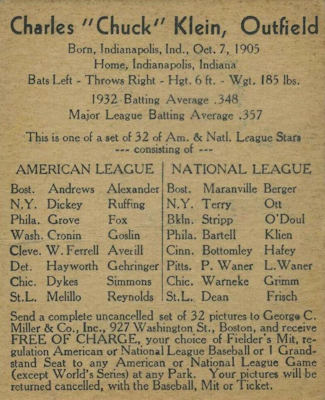 Charles "Chuck" Klein, Outfield
Born, Indianapolis, Ind., Oct. 7, 1905
Home, Indianapolis, Indiana
Bats Left - Throws Right - Hgt. 6 ft. - Wgt. 185 lbs.
1932 Batting Average .348
Major League Batting Average .357
This is one of a set of 32 of Am. & Natl. League Stars
--- consisting of ---
AMERICAN LEAGUE
Bost. Andrews Alexander
N.Y. Dickey Ruffing
Phila. Grove Fox
Wash. Cronin Goslin
Cleve. W. Ferrell Averill
Det. Hayworth Gehringer
Chic. Dykes Simmons
St.L. Melillo Reynolds
NATIONAL LEAGUE
Bost. Maranville Berger
N.Y. Terry Ott
Bkln. Stripp O'Doul
Phila. Bartell Klien
Cinn. Bottomley Hafey
Pitts. P. Waner L. Waner
Chic. Warneke Grimm
St.L. Dean Frisch
Send a complete uncancelled set of 32 pictures to George C.
Miller & Co., Inc., 927 Washington St., Boston, and receive
FREE OF CHARGE, your choice of Fielder's Mit, re-
gulation American or National League Baseball or 1 Grand-
stand Seat to any American or National League Game
(except World's Series) at any Park. Your pictures will be
returned cancelled, with the Baseball, Mit or Ticket.